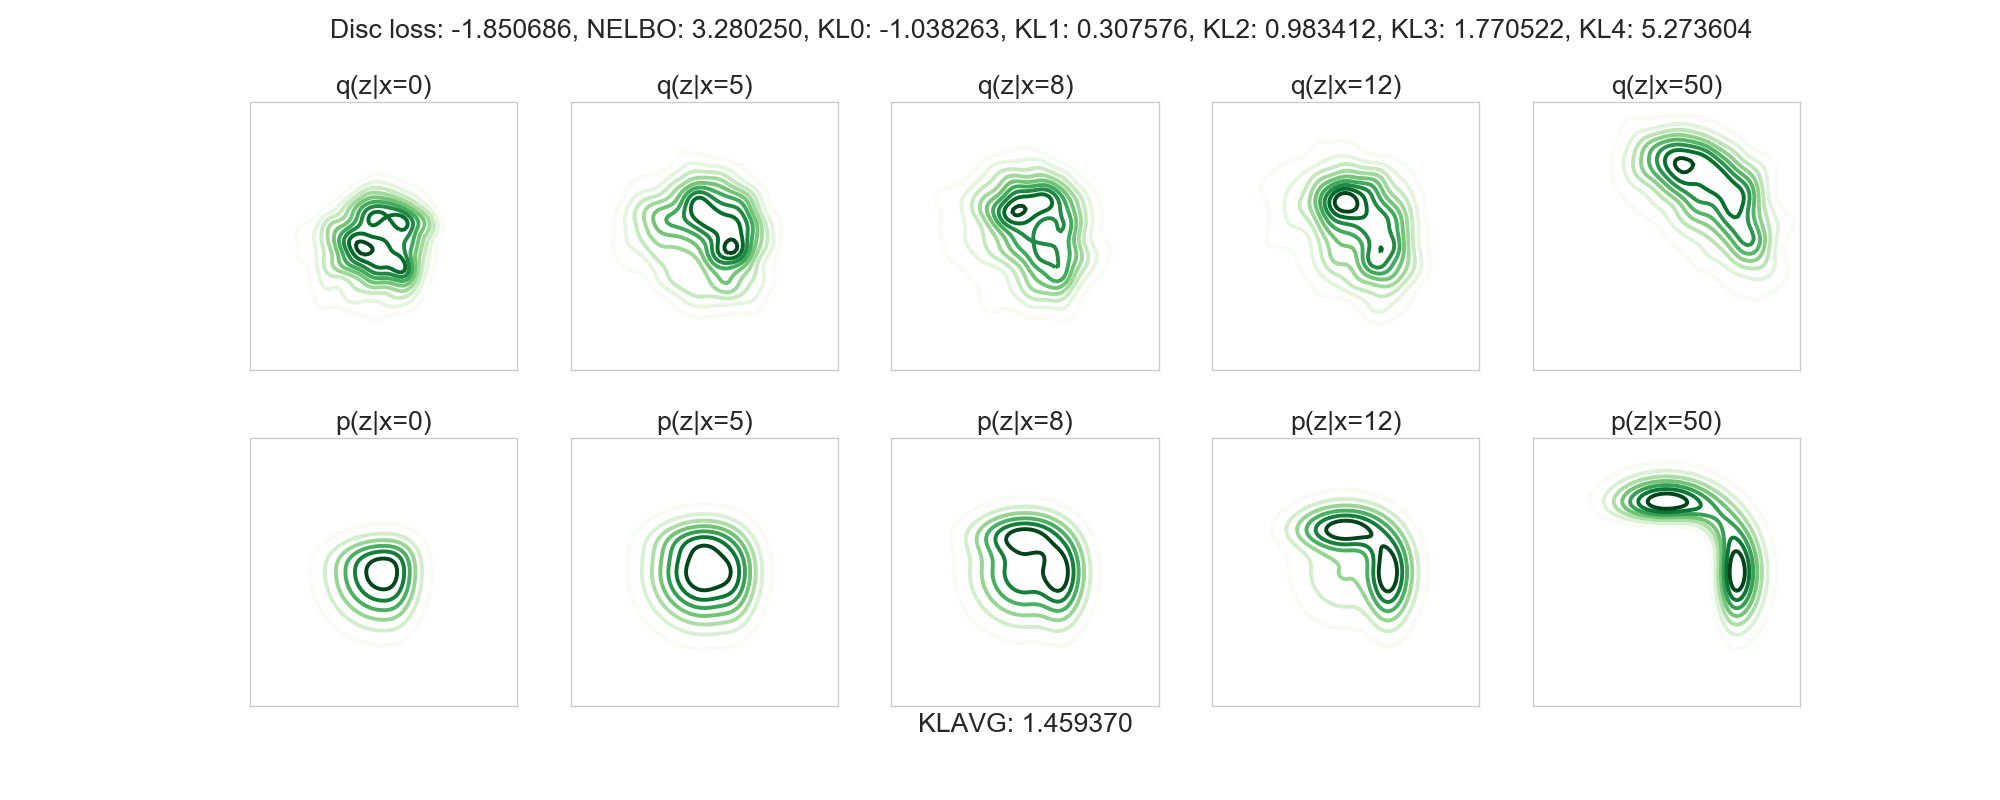 Disc loss: -1.850686, NELBO: 3.280250, KL0: -1.038263, KL1: 0.307576, KL2: 0.983412, KL3: 1.770522, KL4: 5.273604
q(z|x=0) q(z|x=5) q(z|x=8) q(z|x=12) q(z|x=50)
p(z|x=0) p(z|x=5) p(z|x=8) p(z|x=12) p(z|x=50)
KLAVG: 1.459370